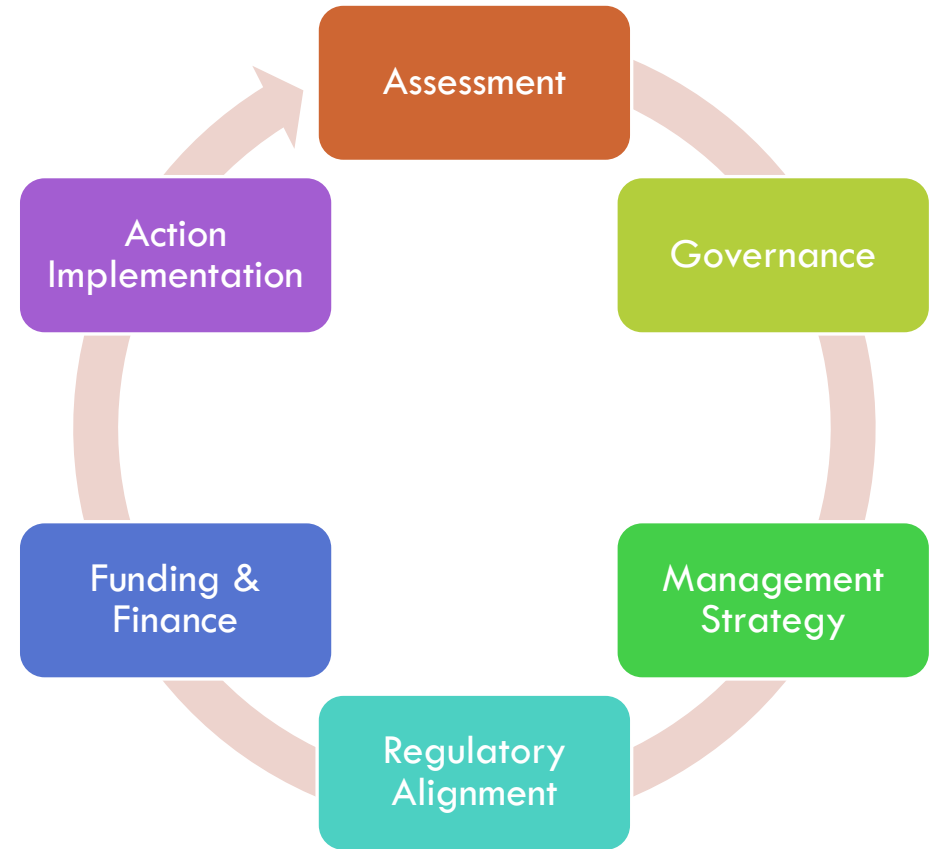 Assessment
Governance
Management
Strategy
Regulatory
Alignment
Funding &
Finance
Action
Implementation